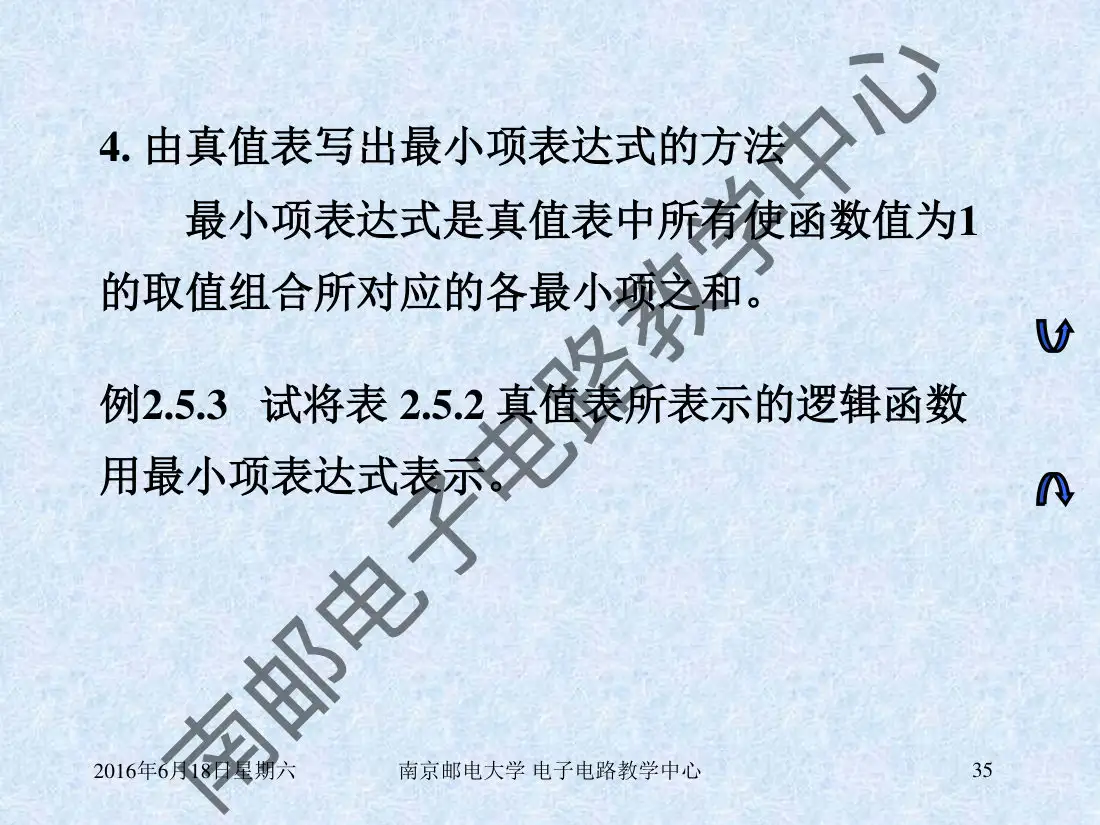 4. 由真值表写出最小项表达式的方法
最小项表达式是真值表中所有使函数值为1
的取值组合所对应的各最小项之和。
例2.5.3 试将表 2.5.2 真值表所表示的逻辑函数
用最小项表达式表示。
南邮电子电路教学中心
2016年6月18日星期六 南京邮电大学 电子电路教学中心 35